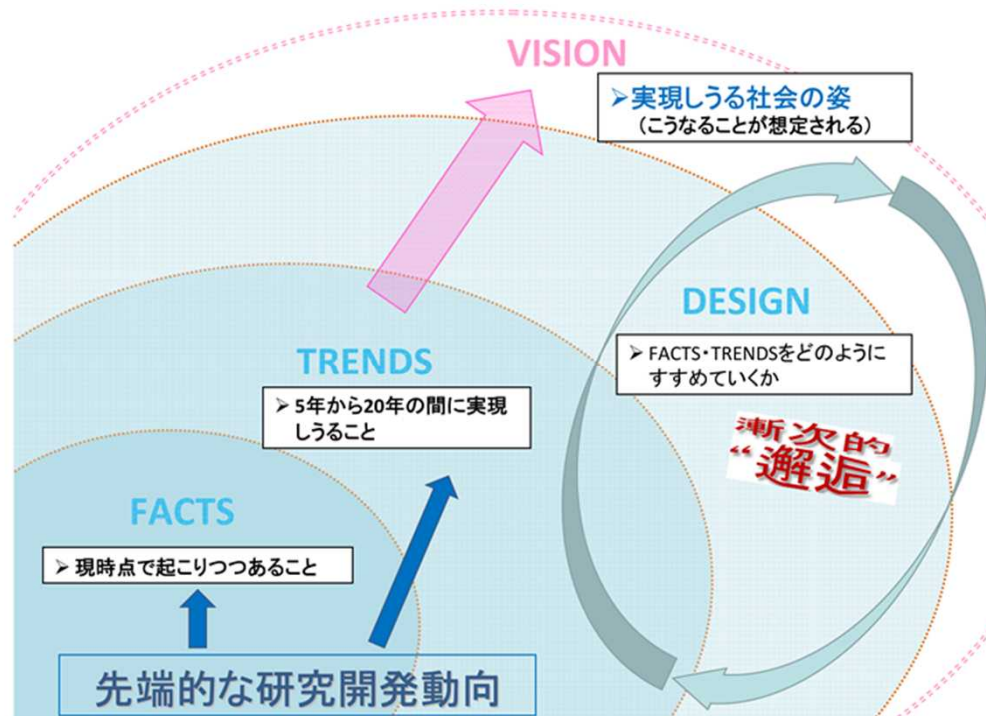 VISION
➢実現しうる社会の姿
（こうなることが想定される）
DESIGN
➢ FACTS・TRENDSをどのように
すすめていくか
漸次的
“邂逅”
TRENDS
➢ 5年から20年の間に実現
しうること
FACTS
➢ 現時点で起こりつつあること
先端的な研究開発動向